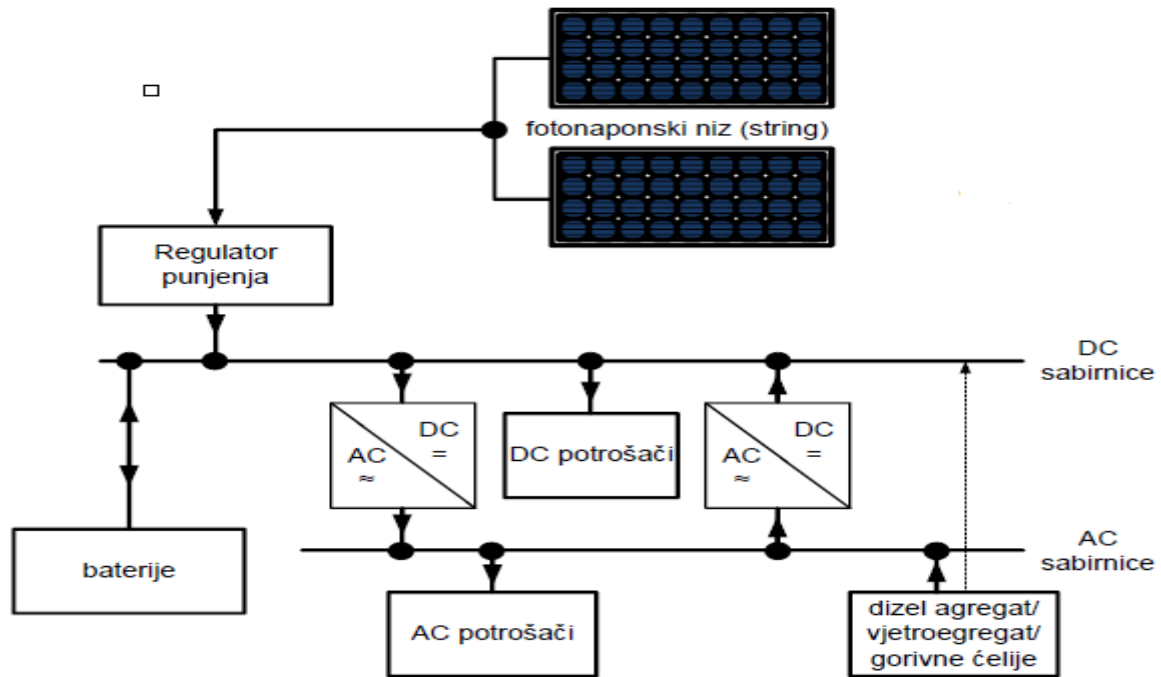 fotonaponski niz (string)
Regulator
punjenja
DC
sabirnice
DC
=
AC
≈
DC potrošači
DC
=
AC
≈
AC
sabirnice
baterije
AC potrošači
dizel agregat/
vjetroegregat/
gorivne ćelije